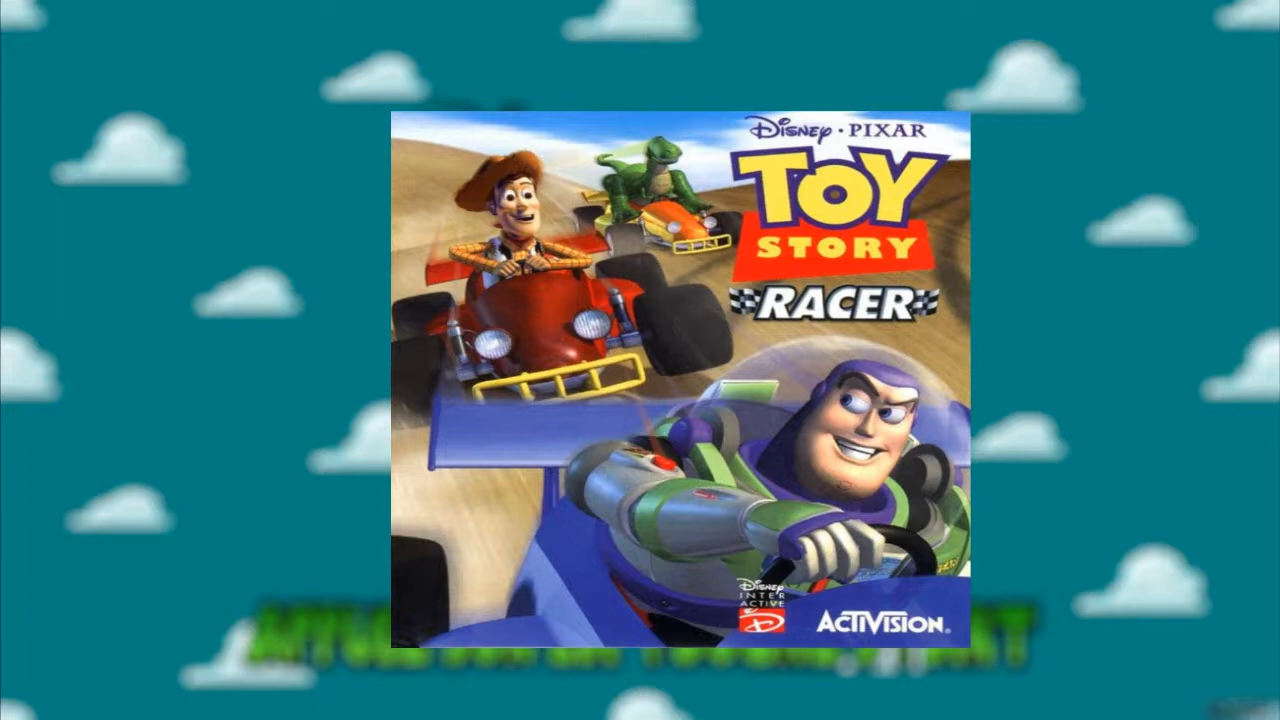 DISNEY · PIXAR
TOY
STORY
RACER
DISNEY
INTER
ACTIVE
ACTIVISION®